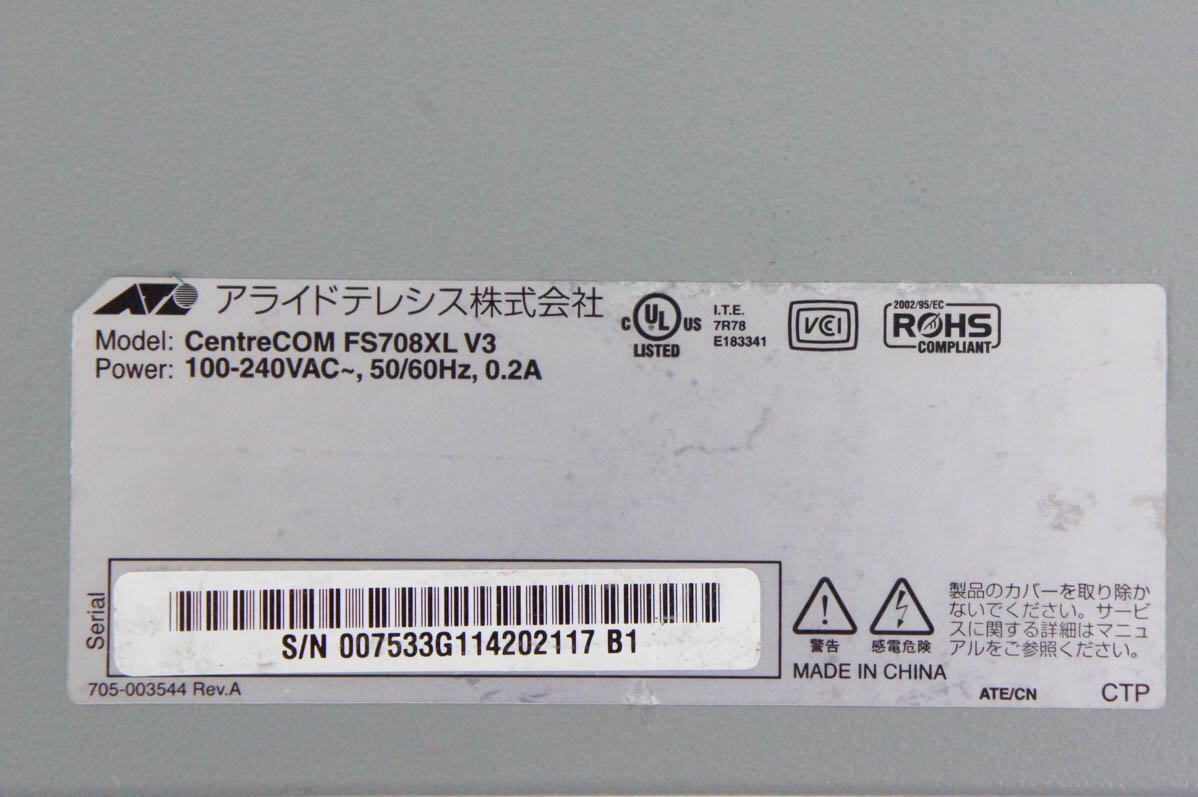 アライドテレシス株式会社
Model: CentreCOM FS708XL V3
Power: 100-240VAC~, 50/60Hz, 0.2A
C UL US
LISTED
I.T.E.
7R78
E183341
VCI
2002/95/EC
ROHS
COMPLIANT
Serial
S/N 007533G114202117 B1
705-003544 Rev.A
警告
感電危険
製品のカバーを取り除か
ないでください。サービ
スに関する詳細はマニュ
アルをご参照ください。
MADE IN CHINA
ATE/CN
CTP